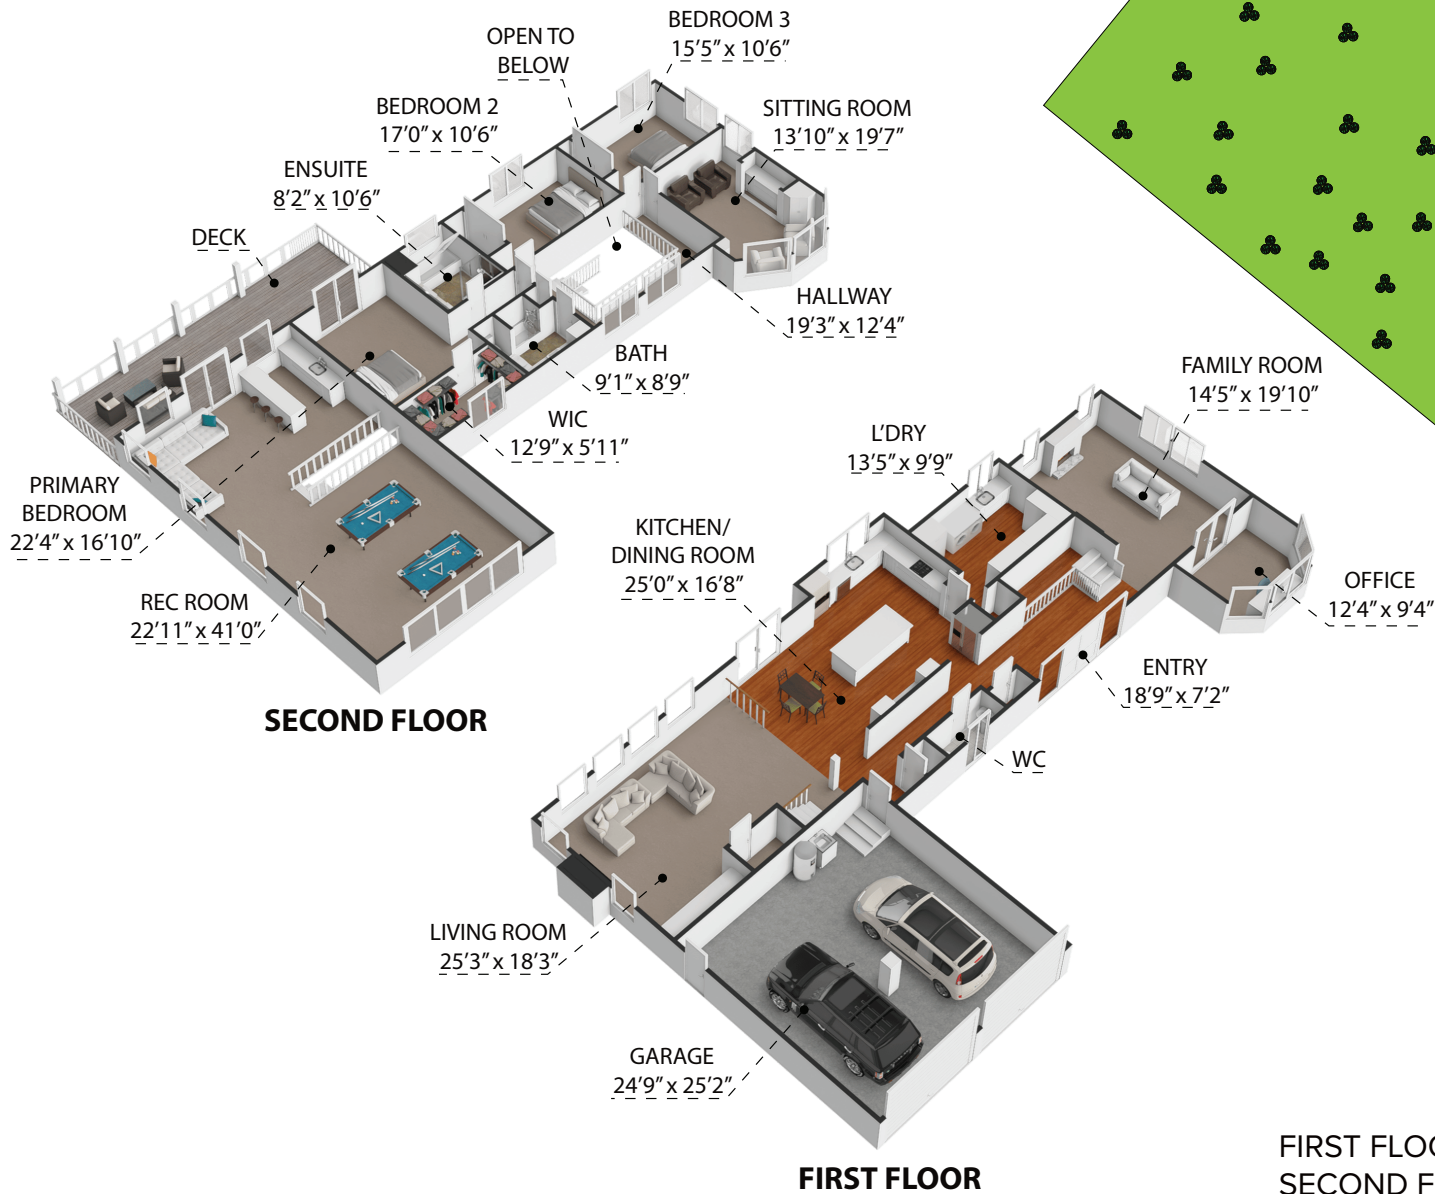 BEDROOM 3
15'5" x 10'6"
OPEN TO
BELOW
BEDROOM 2
17'0" x 10'6"
SITTING ROOM
13'10" x 19'7"
ENSUITE
8'2" x 10'6"
DECK
HALLWAY
19'3" x 12'4"
BATH
9'1" x 8'9"
WIC
12'9" x 5'11"
PRIMARY
BEDROOM
22'4" x 16'10"
REC ROOM
22'11" x 41'0"
SECOND FLOOR
FAMILY ROOM
14'5" x 19'10"
L'DRY
13'5" x 9'9"
KITCHEN/
DINING ROOM
25'0" x 16'8"
OFFICE
12'4" x 9'4"
ENTRY
18'9" x 7'2"
WC
LIVING ROOM
25'3" x 18'3"
GARAGE
24'9" x 25'2"
FIRST FLOOR
FIRST
SECOND